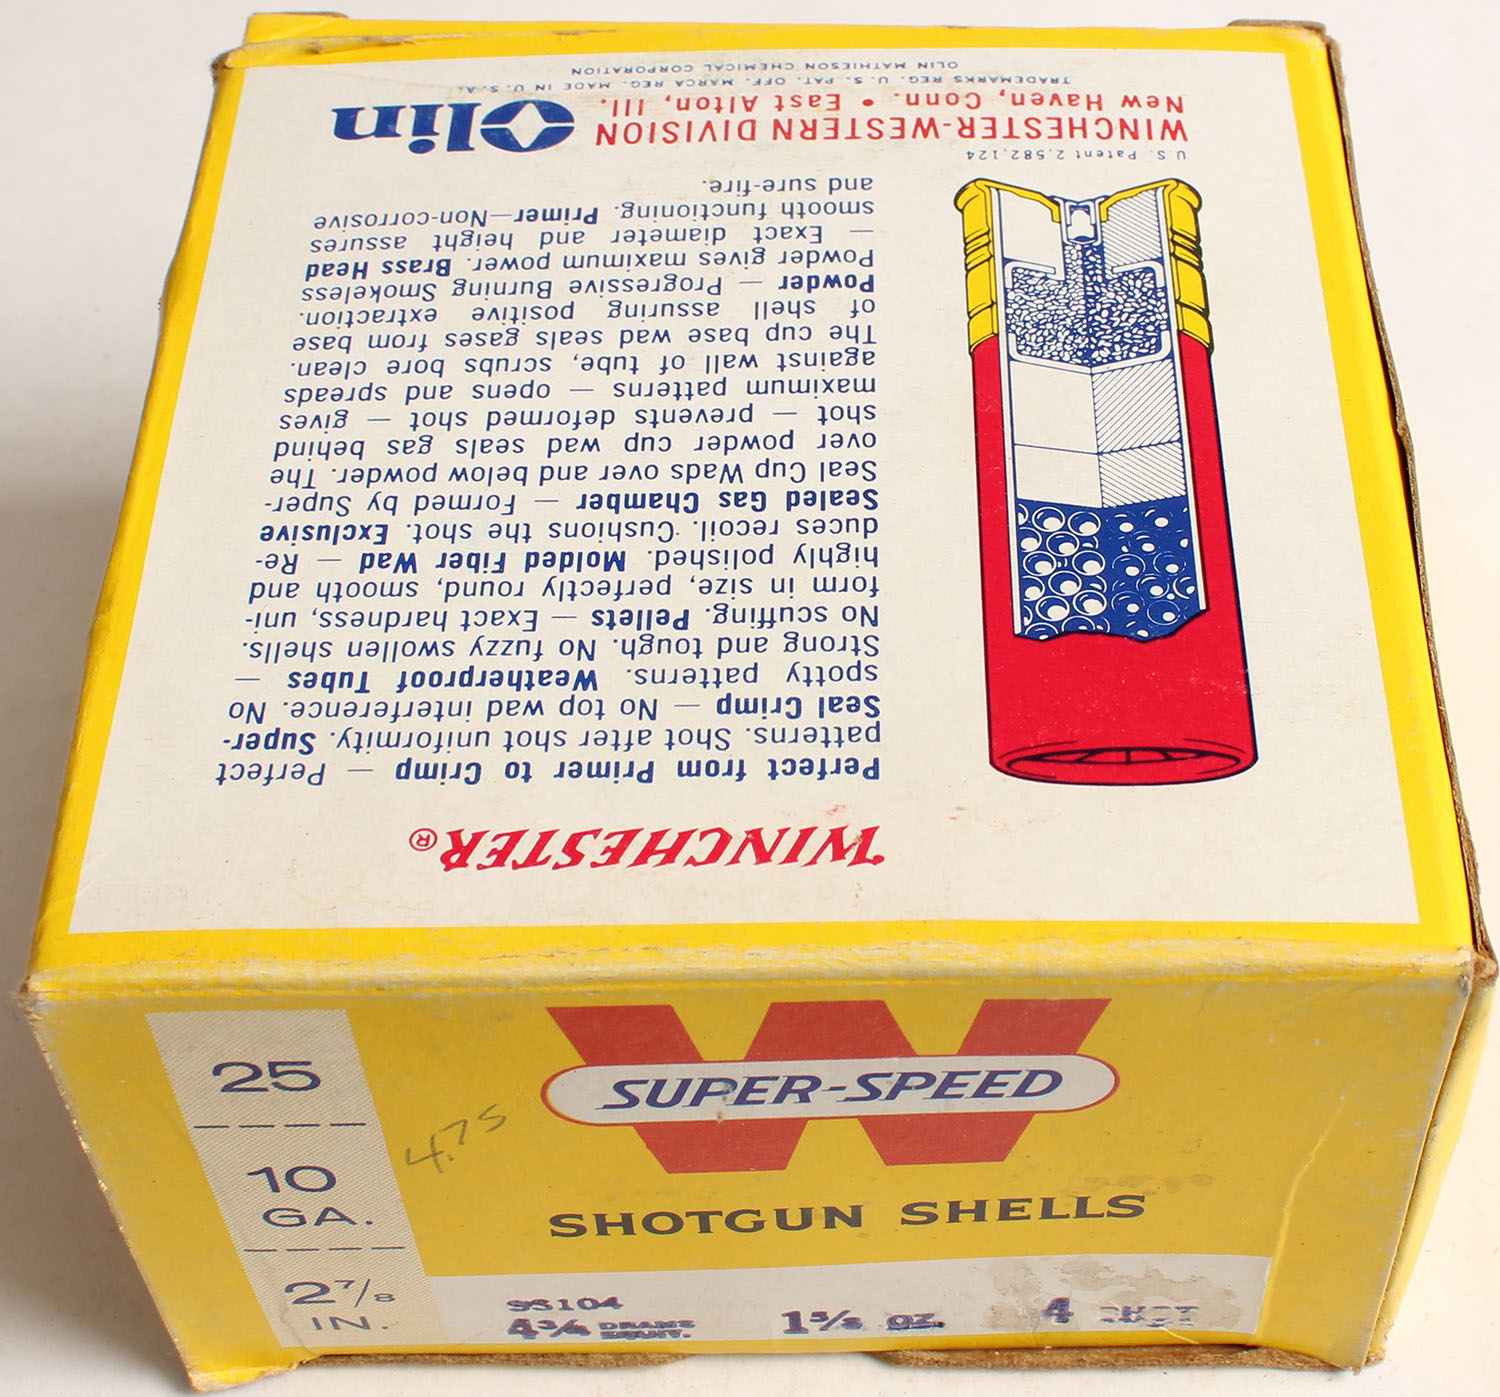 WINCHESTER®
Perfect from Primer to Crimp — Perfect
patterns. Shot after shot uniformity. Super-
Seal Crimp — No top wad interference. No
spotty patterns. Weatherproof Tubes —
Strong and tough. No fuzzy swollen shells.
No scuffing. Pellets — Exact hardness, uni-
form in size, perfectly round, smooth and
highly polished. Molded Fiber Wad — Re-
duces recoil. Cushions the shot. Exclusive
Sealed Gas Chamber — Formed by Super-
Seal Cup Wads over and below powder. The
over powder cup wad seals gas behind
shot — prevents deformed shot — gives
maximum patterns — opens and spreads
against wall of tube, scrubs bore clean.
The cup base wad seals gases from base
of shell assuring positive extraction.
Powder — Progressive Burning Smokeless
Powder gives maximum power. Brass Head
— Exact diameter and height assures
smooth functioning. Primer—Non-corrosive
and sure-fire.
U.S. Patent 2,582,124
WINCHESTER-WESTERN DIVISION
New Haven, Conn. • East Alton, Ill.
Olin
TRADEMARKS REG. U. S. PAT. OFF. MARCA REG. MADE IN U. S. A.
OLIN MATHIESON CHEMICAL CORPORATION
W
SUPER-SPEED
SHOTGUN SHELLS
25
10
GA.
2⅞
IN.
4.75
SS104
4¾ DRAMS
EQUIV.
1⅝ OZ.
4 SHOT